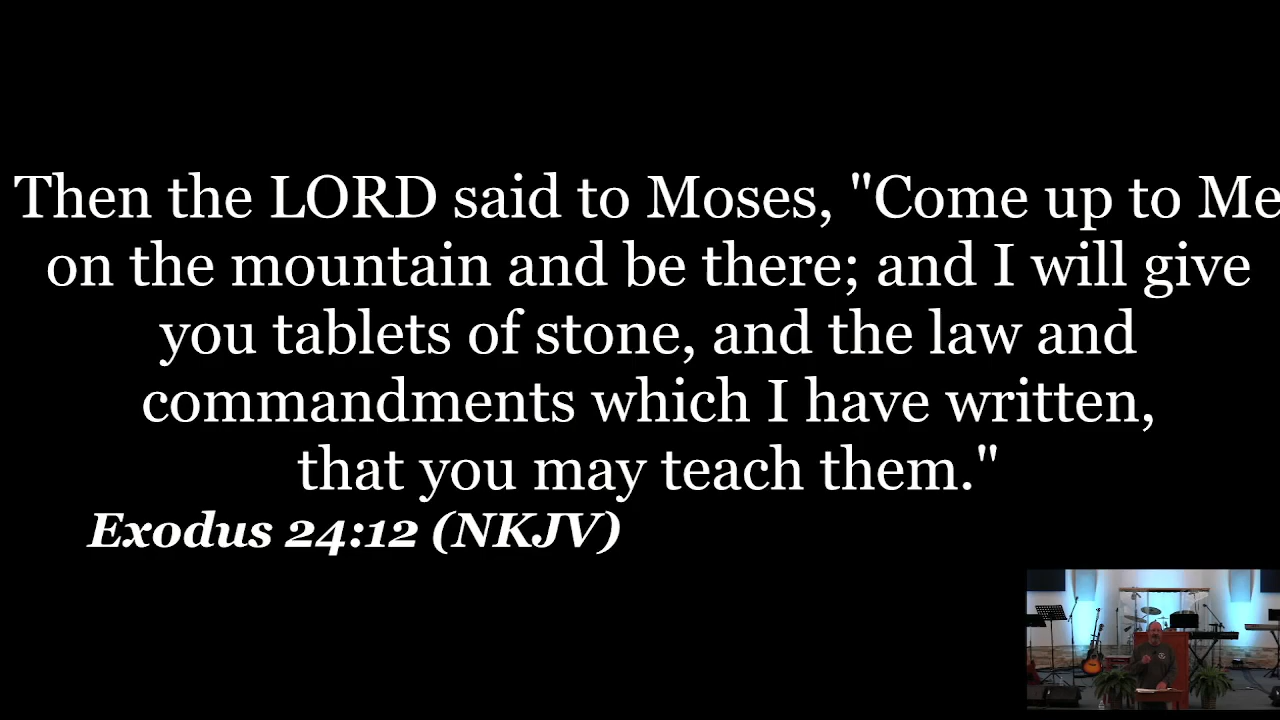 Then the LORD said to Moses, "Come up to Me
on the mountain and be there; and I will give
you tablets of stone, and the law and
commandments which I have written,
that you may teach them."
Exodus 24:12 (NKJV)